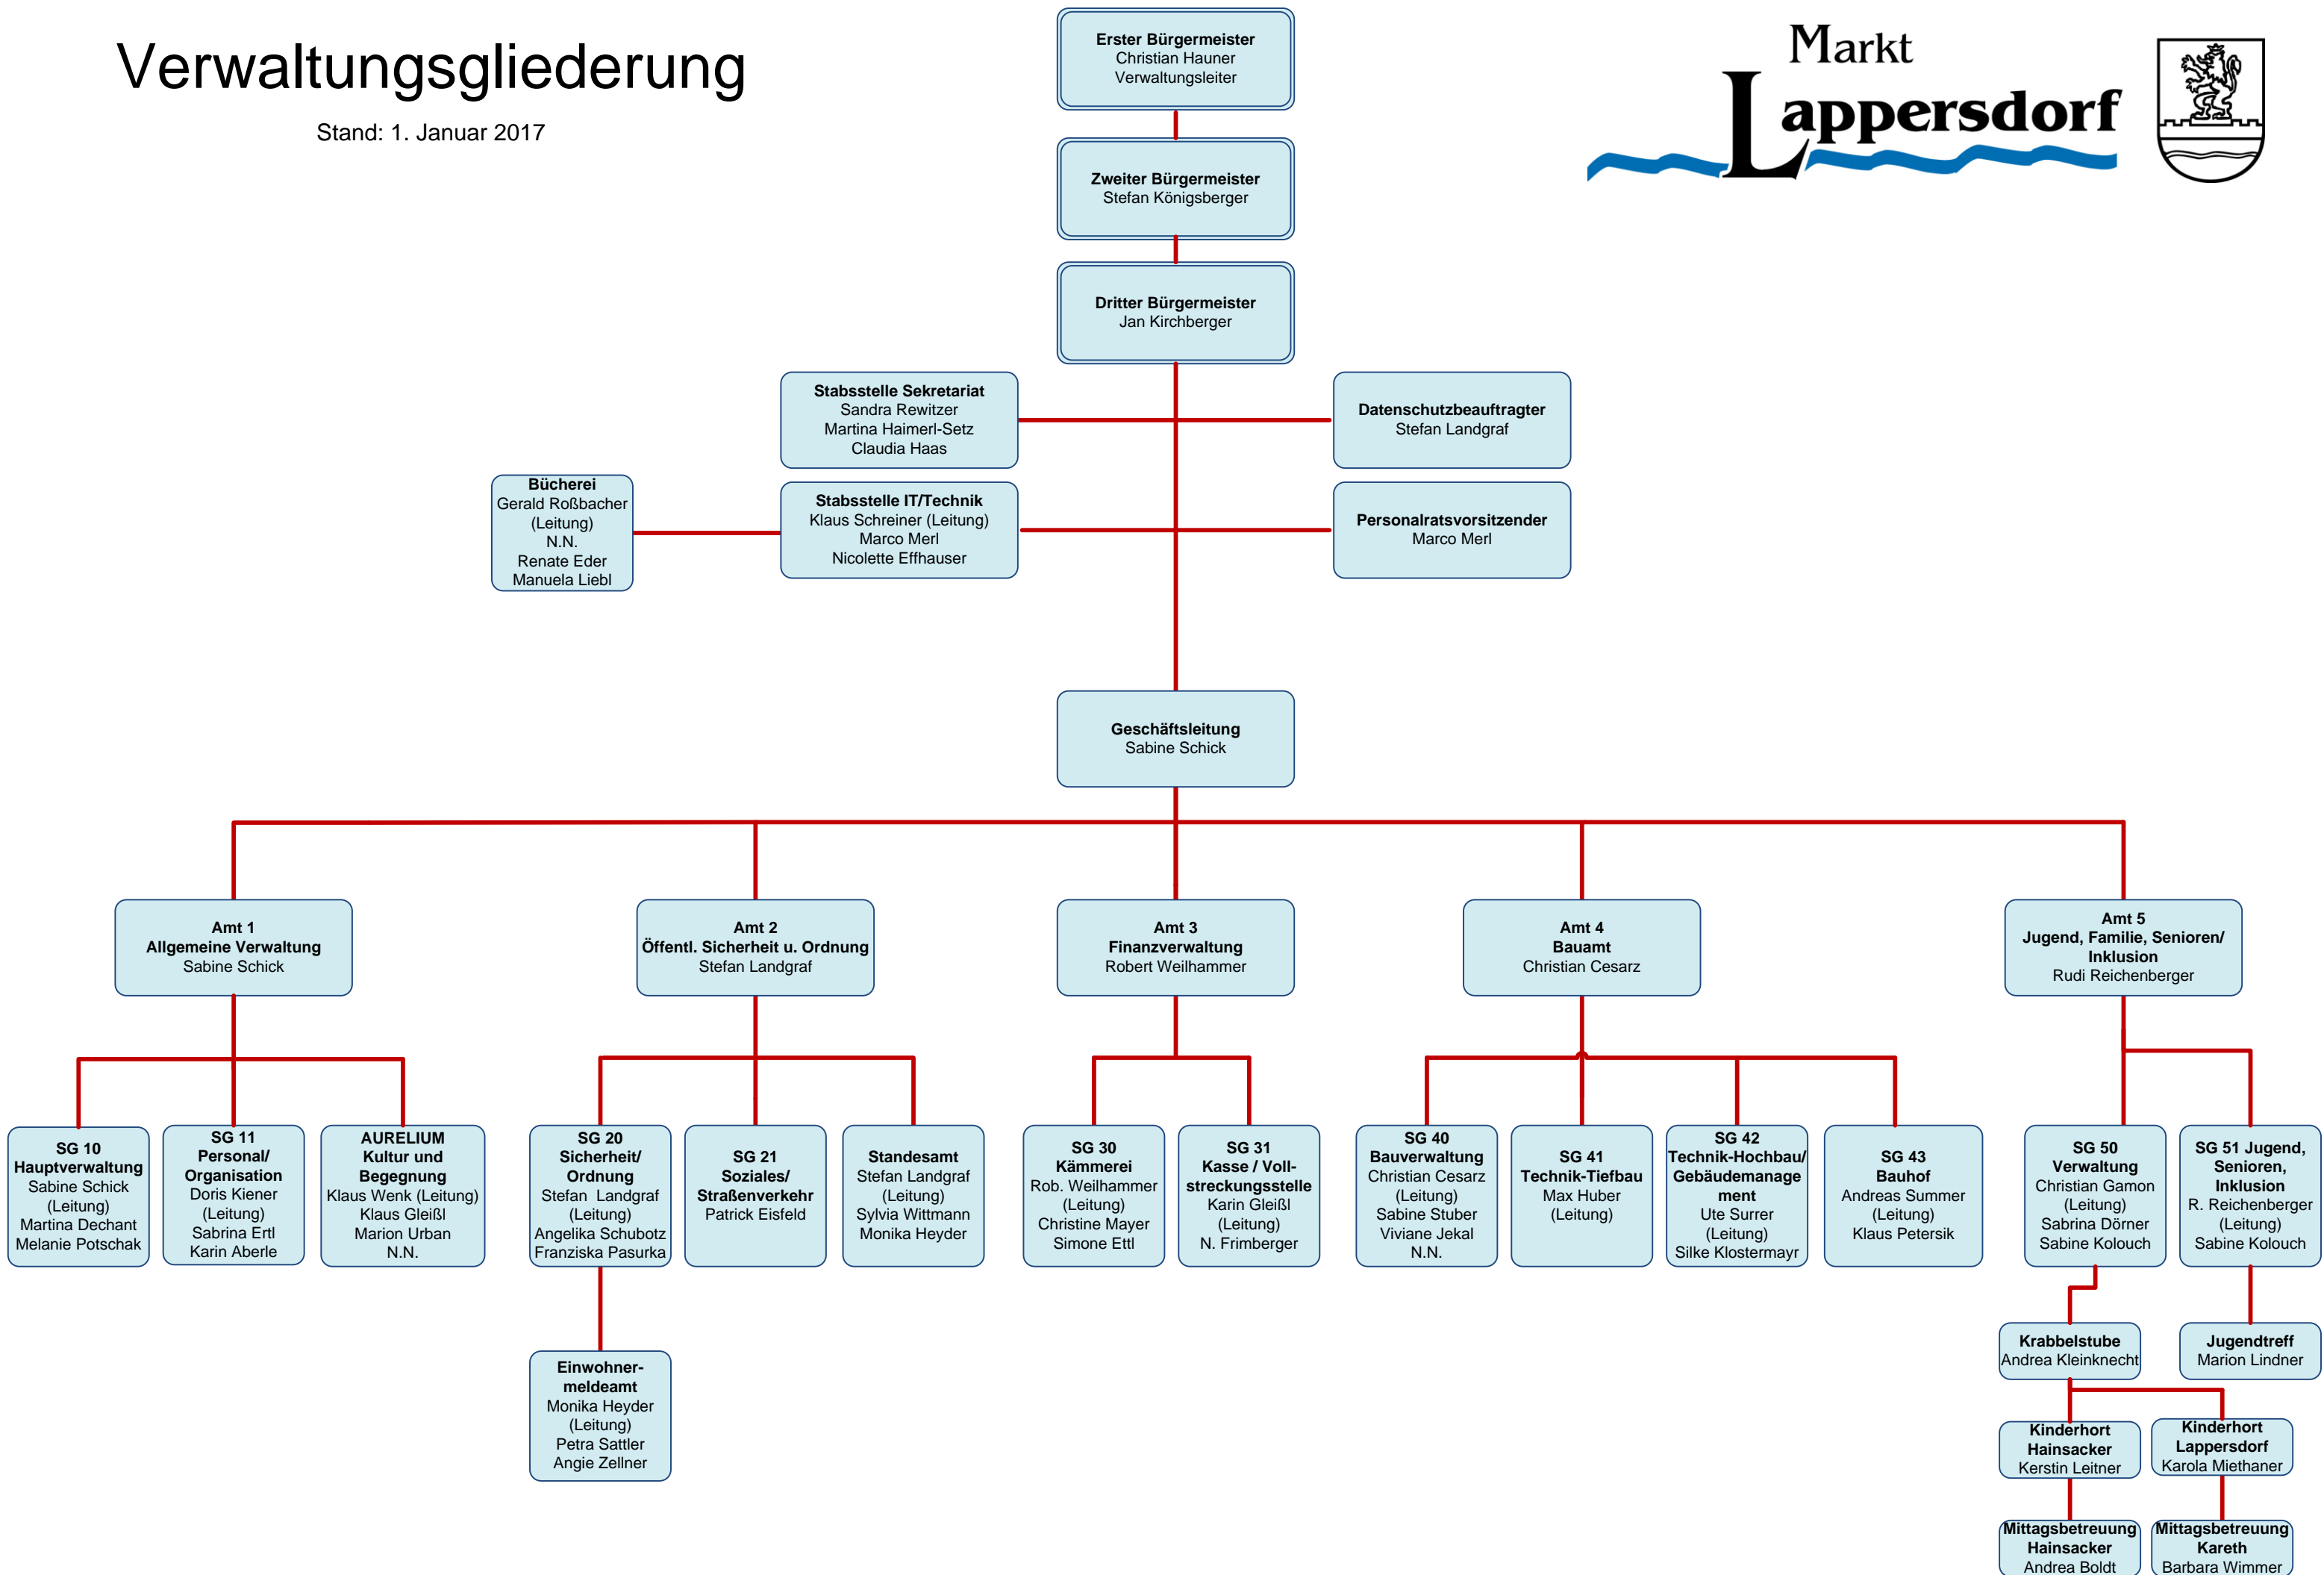 Verwaltungsgliederung
Stand: 1. Januar 2017
Markt
Lappersdorf
Erster Bürgermeister
Christian Hauner
Verwaltungsleiter
Zweiter Bürgermeister
Stefan Königsberger
Dritter Bürgermeister
Jan Kirchberger
Stabsstelle Sekretariat
Sandra Rewitzer
Martina Haimerl-Setz
Claudia Haas
Datenschutzbeauftragter
Stefan Landgraf
Bücherei
Gerald Roßbacher
(Leitung)
N.N.
Renate Eder
Manuela Liebl
Stabsstelle IT/Technik
Klaus Schreiner (Leitung)
Marco Merl
Nicolette Effhauser
Personalratsvorsitzender
Marco Merl
Geschäftsleitung
Sabine Schick
Amt 1
Allgemeine Verwaltung
Sabine Schick
Amt 2
Öffentl. Sicherheit u. Ordnung
Stefan Landgraf
Amt 3
Finanzverwaltung
Robert Weilhammer
Amt 4
Bauamt
Christian Cesarz
Amt 5
Jugend, Familie, Senioren/
Inklusion
Rudi Reichenberger
SG 10
Hauptverwaltung
Sabine Schick
(Leitung)
Martina Dechant
Melanie Potschak
SG 11
Personal/
Organisation
Doris Kiener
(Leitung)
Sabrina Ertl
Karin Aberle
AURELIUM
Kultur und
Begegnung
Klaus Wenk (Leitung)
Klaus Gleißl
Marion Urban
N.N.
SG 20
Sicherheit/
Ordnung
Stefan Landgraf
(Leitung)
Angelika Schubotz
Franziska Pasurka
SG 21
Soziales/
Straßenverkehr
Patrick Eisfeld
Standesamt
Stefan Landgraf
(Leitung)
Sylvia Wittmann
Monika Heyder
SG 30
Kämmerei
Rob. Weilhammer
(Leitung)
Christine Mayer
Simone Ettl
SG 31
Kasse / Voll-
streckungsstelle
Karin Gleißl
(Leitung)
N. Frimberger
SG 40
Bauverwaltung
Christian Cesarz
(Leitung)
Sabine Stuber
Viviane Jekal
N.N.
SG 41
Technik-Tiefbau
Max Huber
(Leitung)
SG 42
Technik-Hochbau/
Gebäudemanage
ment
Ute Surrer
(Leitung)
Silke Klostermayr
SG 43
Bauhof
Andreas Summer
(Leitung)
Klaus Petersik
SG 50
Verwaltung
Christian Gamon
(Leitung)
Sabrina Dörner
Sabine Kolouch
SG 51 Jugend,
Senioren,
Inklusion
R. Reichenberger
(Leitung)
Sabine Kolouch
Einwohner-
meldeamt
Monika Heyder
(Leitung)
Petra Sattler
Angie Zellner
Krabbelstube
Andrea Kleinknecht
Jugendtreff
Marion Lindner
Kinderhort
Hainsacker
Kerstin Leitner
Kinderhort
Lappersdorf
Karola Miethaner
Mittagsbetreuung
Hainsacker
Andrea Boldt
Mittagsbetreuung
Kareth
Barbara Wimmer